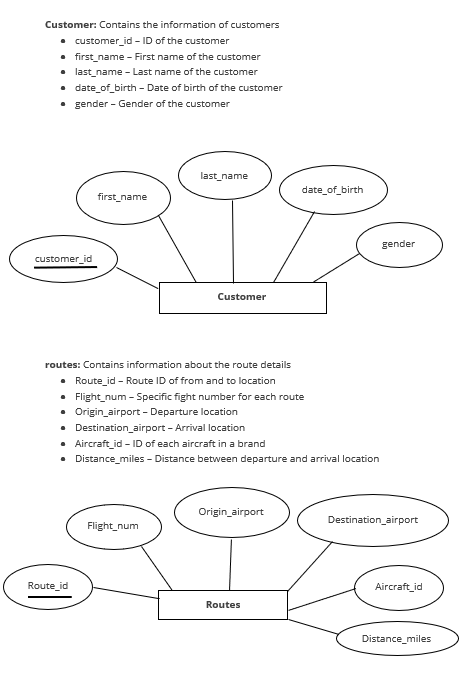 Customer: Contains the information of customers
• customer_id – ID of the customer
• first_name – First name of the customer
• last_name – Last name of the customer
• date_of_birth – Date of birth of the customer
• gender – Gender of the customer
last_name
first_name
date_of_birth
gender
customer_id
Customer
routes: Contains information about the route details
• Route_id – Route ID of from and to location
• Flight_num – Specific fight number for each route
• Origin_airport – Departure location
• Destination_airport – Arrival location
• Aircraft_id – ID of each aircraft in a brand
• Distance_miles – Distance between departure and arrival location
Origin_airport
Flight_num
Destination_airport
Route_id
Aircraft_id
Routes
Distance_miles